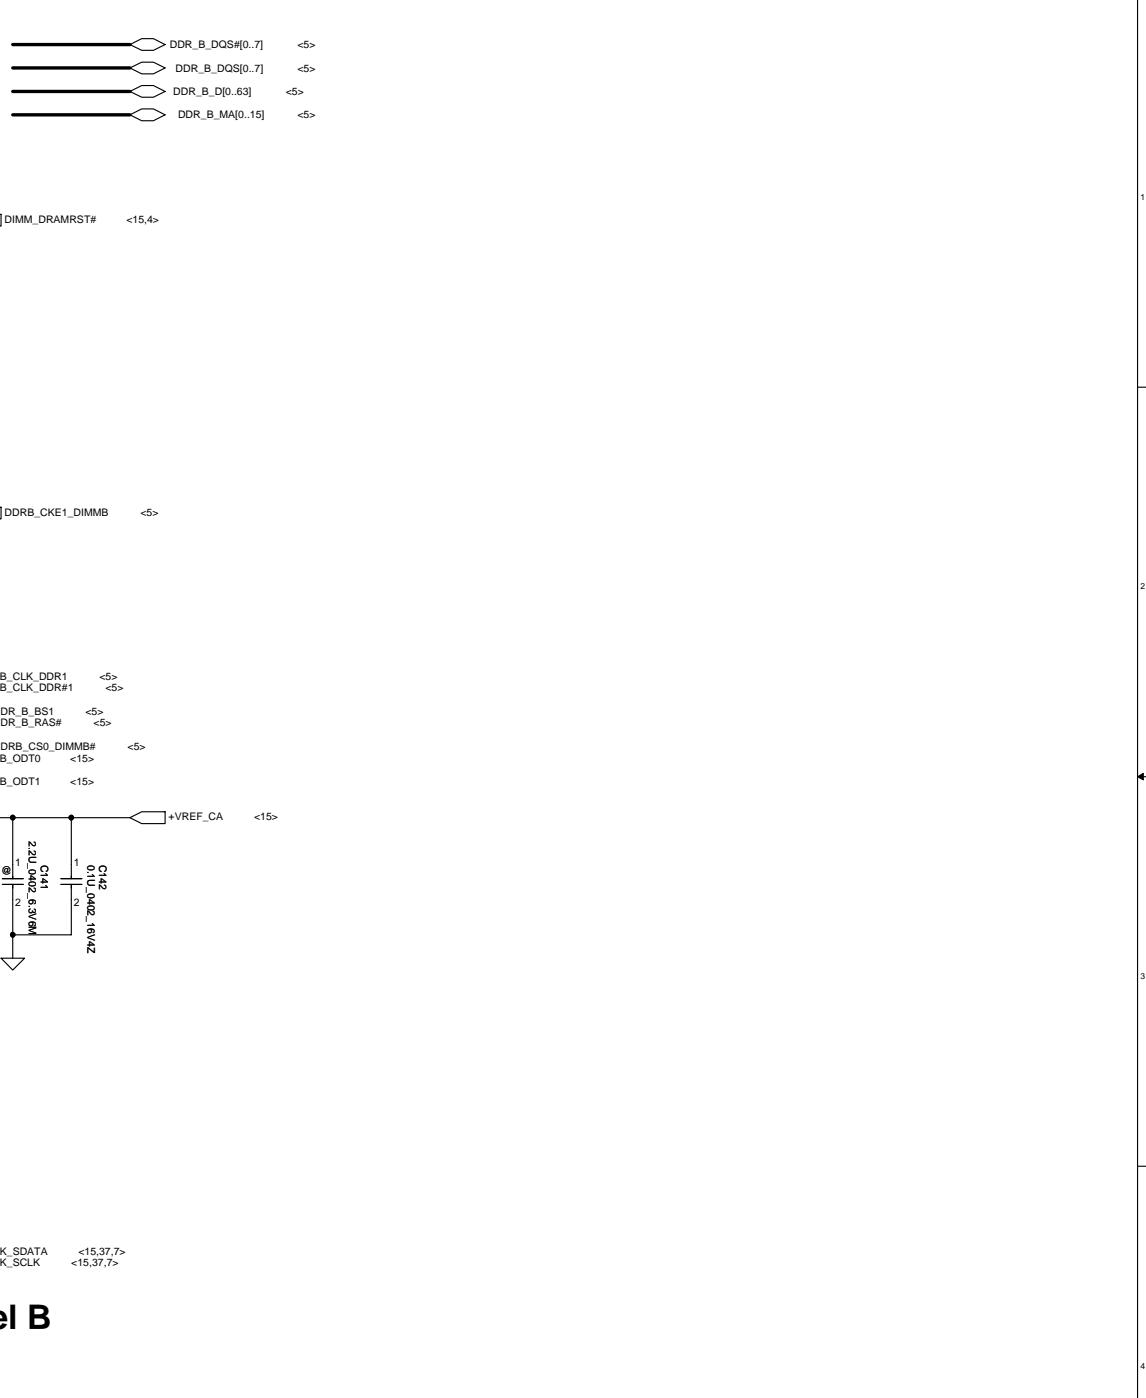 DDR_B_DQS#[0..7] <5>
DDR_B_DQS[0..7] <5>
DDR_B_D[0..63] <5>
DDR_B_MA[0..15] <5>
1
DIMM_DRAMRST# <15,4>
DDRB_CKE1_DIMMB <5>
2
B_CLK_DDR1 <5>
B_CLK_DDR#1 <5>
DR_B_BS1 <5>
DR_B_RAS# <5>
DRB_CS0_DIMMB# <5>
B_ODT0 <15>
B_ODT1 <15>
+VREF_CA <15>
@
1
2
C141
2.2U_0402_6.3V6M
1
2
C142
0.1U_0402_16V4Z
3
K_SDATA <15,37,7>
K_SCLK <15,37,7>
el B
4